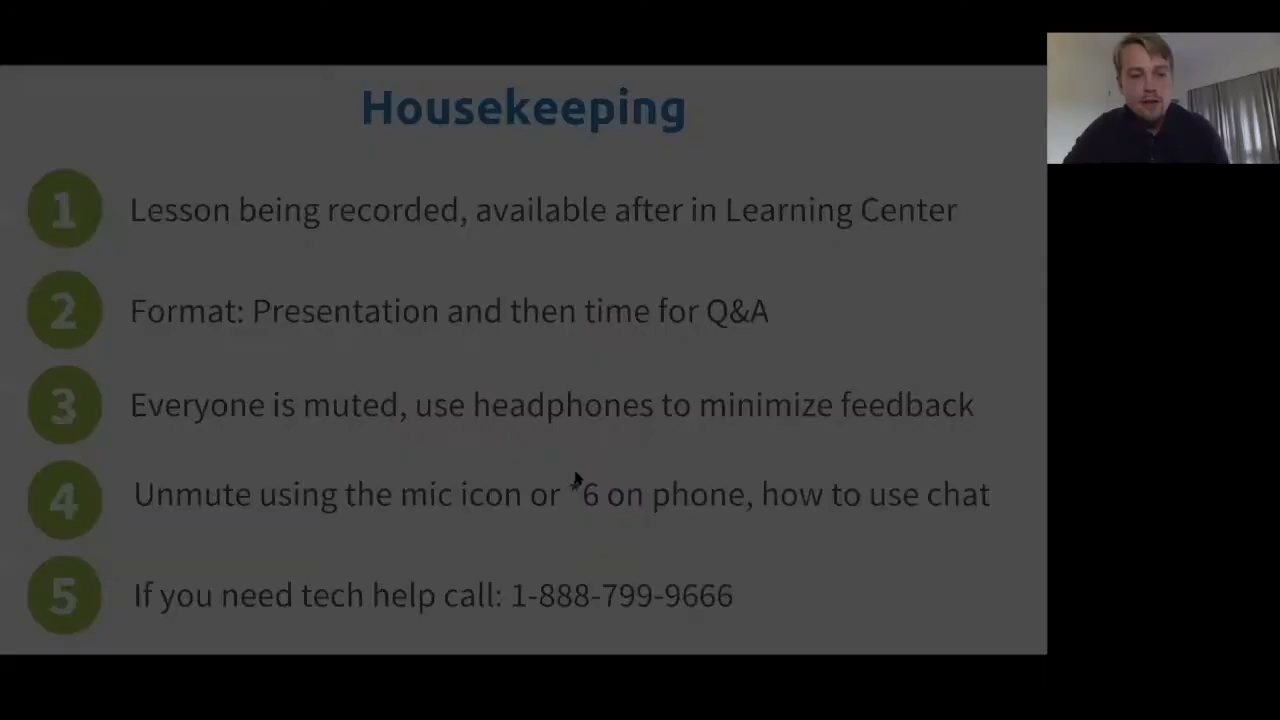 Housekeeping
1 Lesson being recorded, available after in Learning Center
2 Format: Presentation and then time for Q&A
3 Everyone is muted, use headphones to minimize feedback
4 Unmute using the mic icon or *6 on phone, how to use chat
5 If you need tech help call: 1-888-799-9666